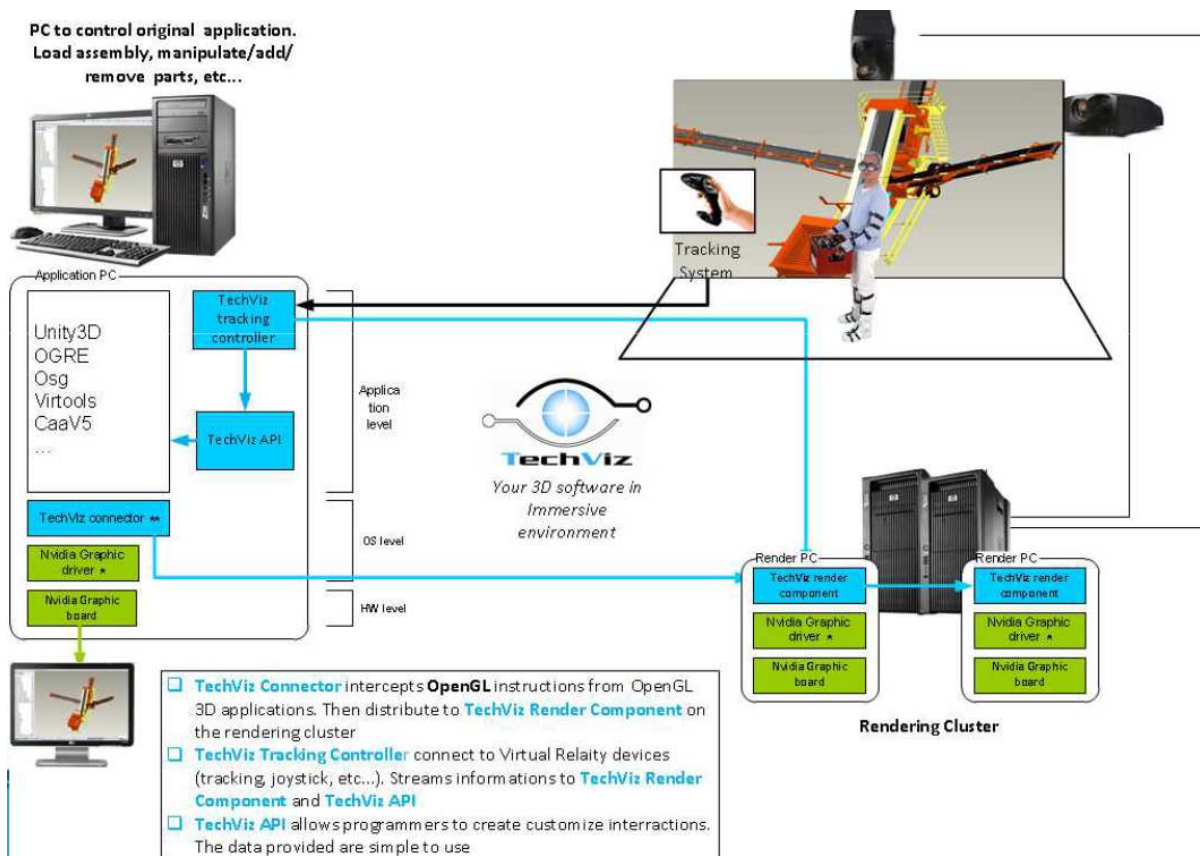 PC to control original application.
Load assembly, manipulate/add/
remove parts, etc...
Tracking
System
Application PC
Unity3D
OGRE
Osg
Virtools
CaaV5
...
TechViz
tracking
controller
TechViz API
Applica
tion
level
TechViz connector **
OS level
Nvidia Graphic
driver *
Nvidia Graphic
board
HW level
TechViz
Your 3D software in
Immersive
environment
Render PC
TechViz render
component
Nvidia Graphic
driver *
Nvidia Graphic
board
Render PC
TechViz render
component
Nvidia Graphic
driver *
Nvidia Graphic
board
Rendering Cluster
TechViz Connector intercepts OpenGL instructions from OpenGL
3D applications. Then distribute to TechViz Render Component on
the rendering cluster
TechViz Tracking Controller connect to Virtual Relaity devices
(tracking, joystick, etc...). Streams informations to TechViz Render
Component and TechViz API
TechViz API allows programmers to create customize interractions.
The data provided are simple to use